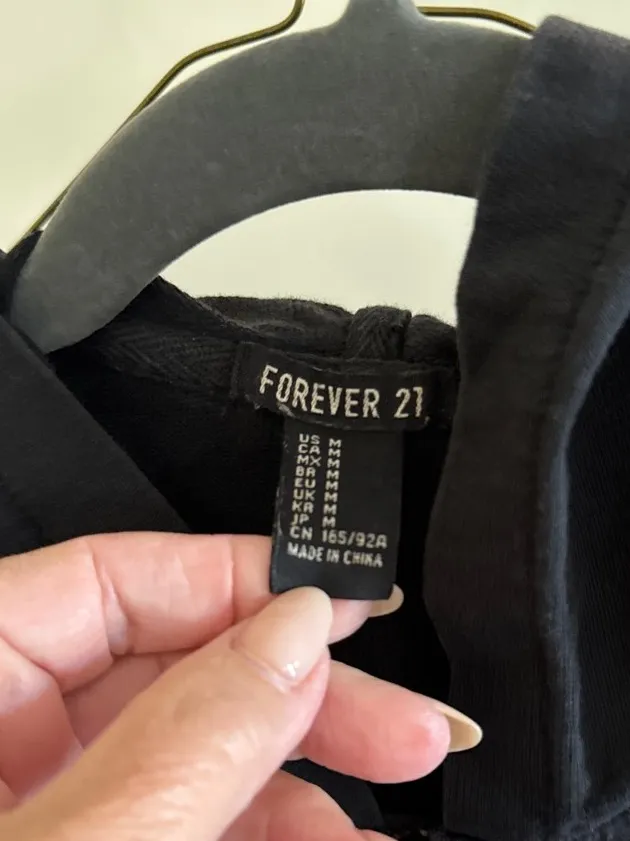 FOREVER 21
US M
CA M
MX M
BR M
EU M
UK M
KR M
JP M
CN 165/92A
MADE IN CHINA